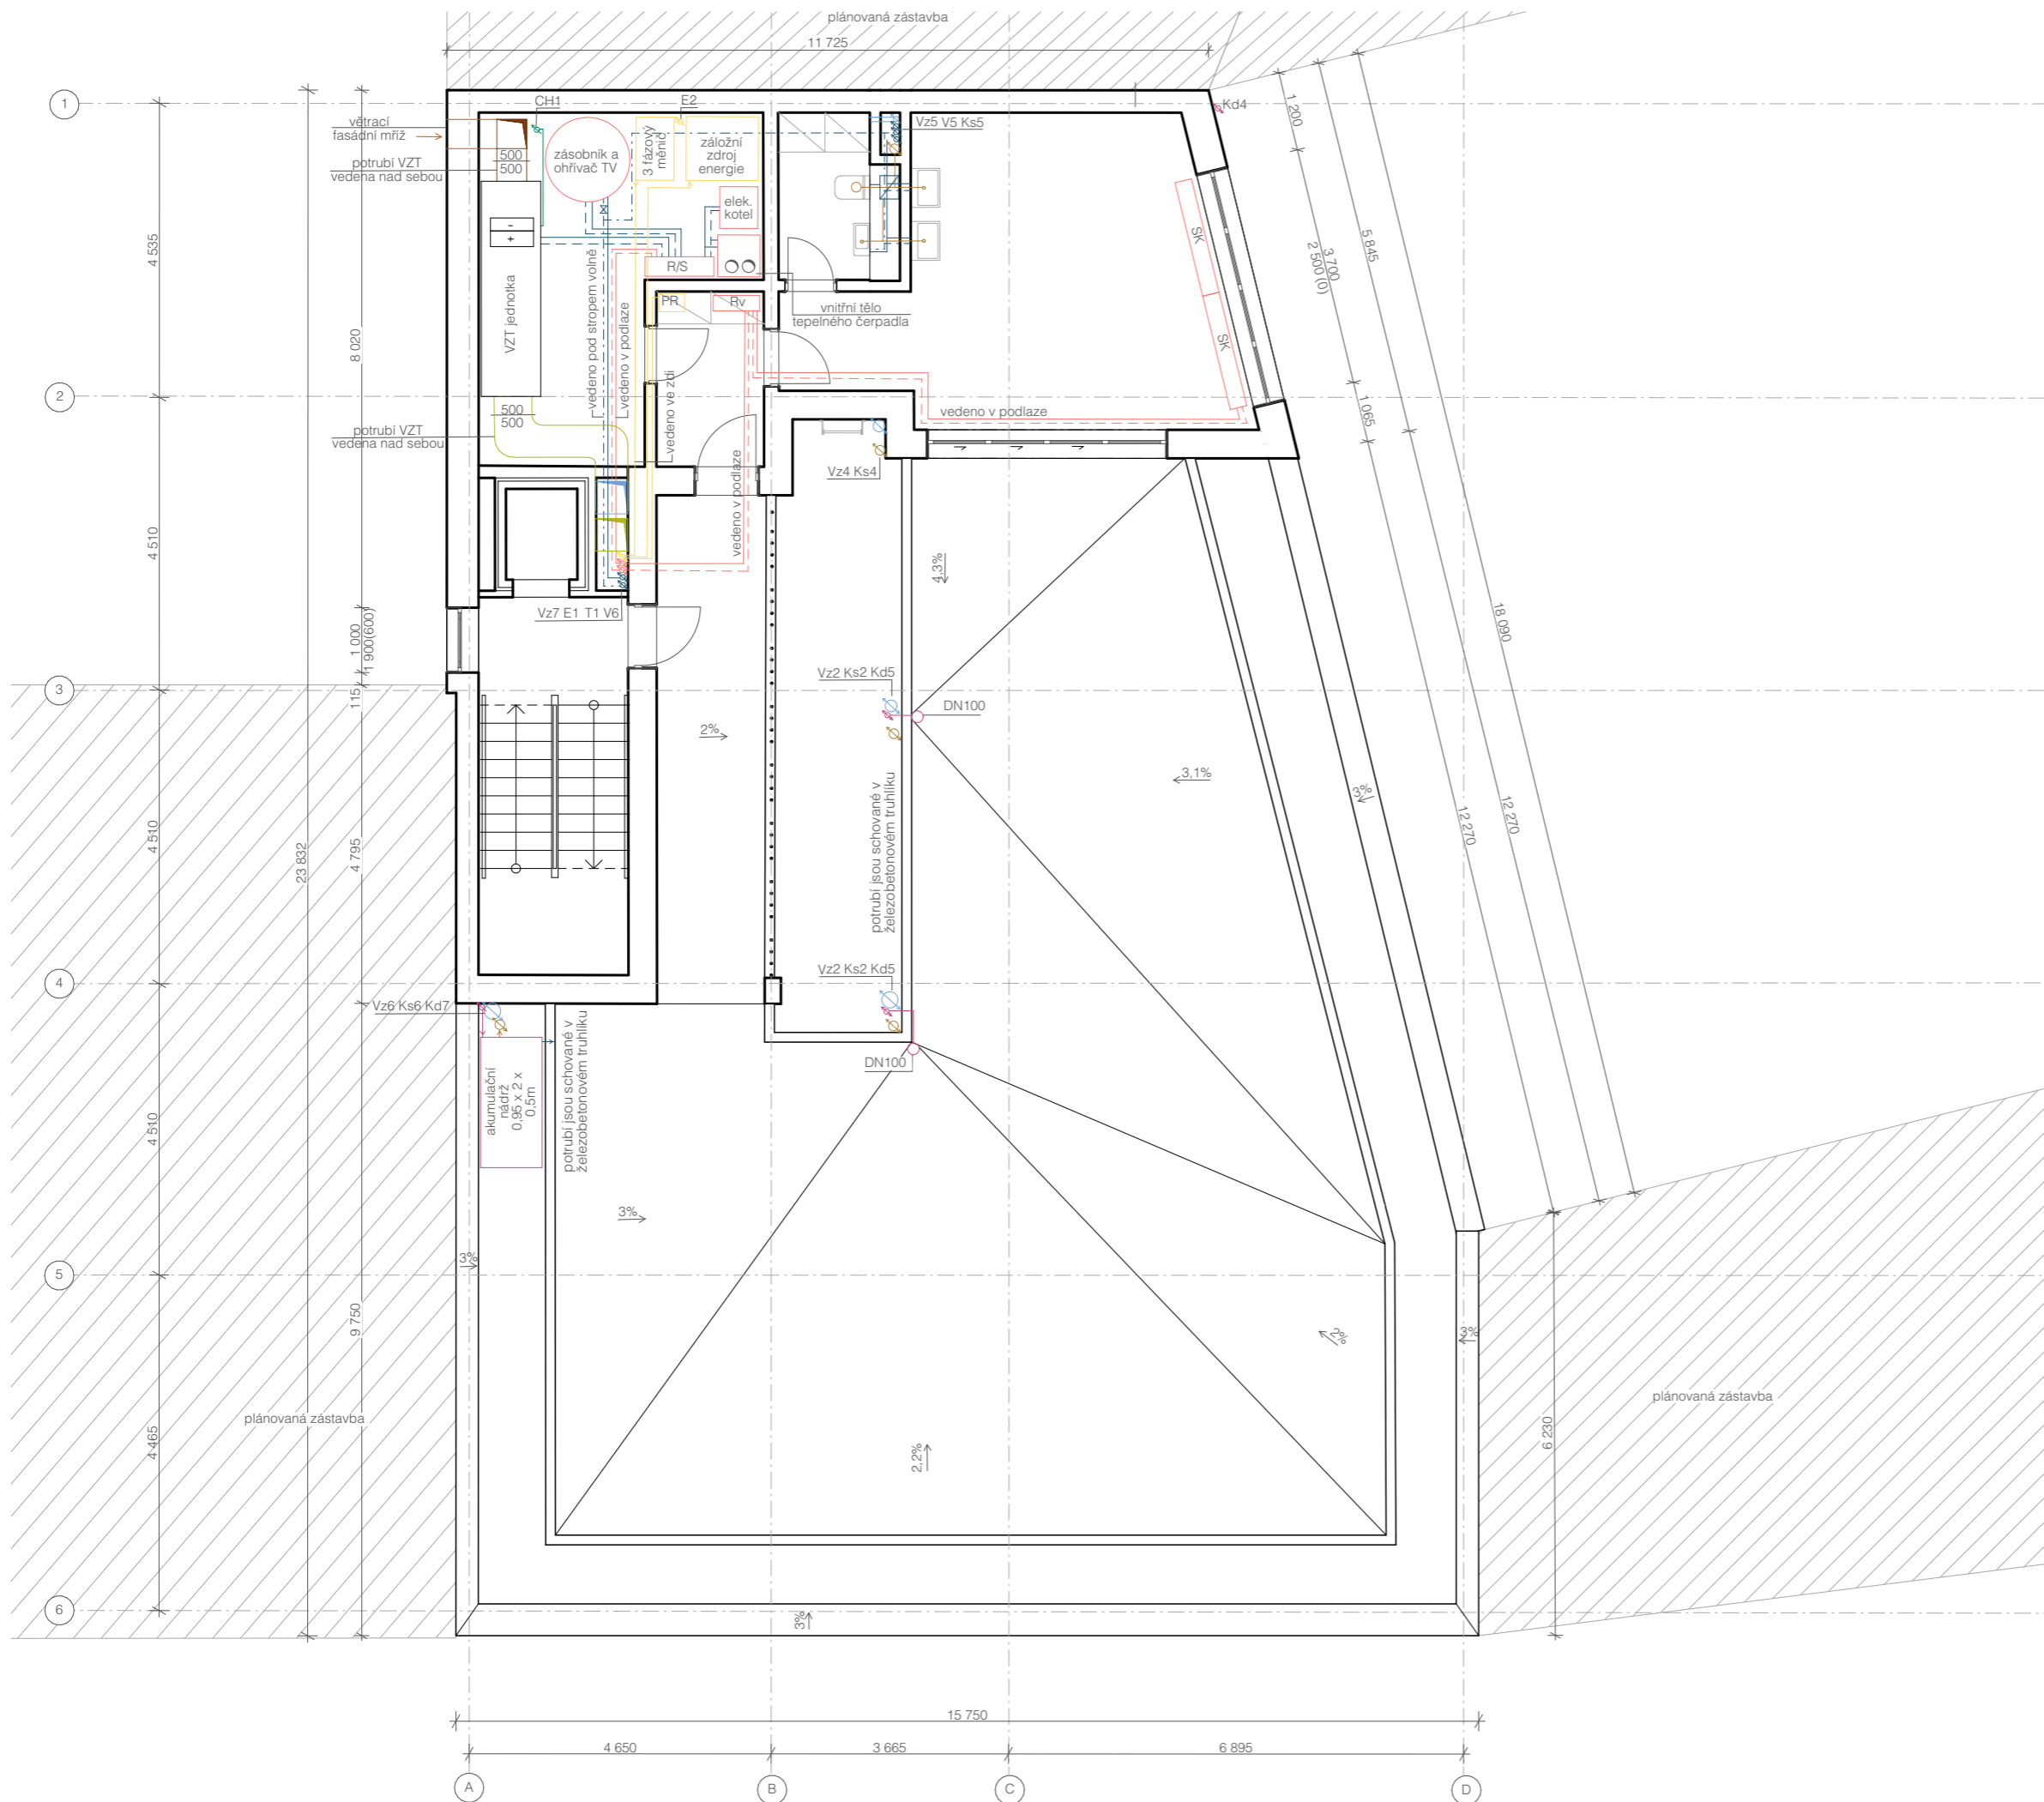 plánovaná zástavba
11 725
1
CH1
E2
Kd4
1 200
větrací
fasádní mříž
500
500
zásobník a
ohřívač TV
3 fázový
měnič
záložní
zdroj
energie
Vz5 V5 Ks5
potrubí VZT
vedena nad sebou
elek.
kotel
-
+
4 535
8 020
SK
5 845
3 700
2 500(0)
R/S
PR
Rv
vnitřní tělo
tepelného čerpadla
VZT jednotka
vedeno pod stropem volně
vedeno v podlaze
SK
2
500
500
vedeno v podlaze
1 065
potrubí VZT
vedena nad sebou
vedeno ve zdi
vedeno v podlaze
Vz4 Ks4
4 510
4,3%
Vz7 E1 T1 V6
1 000
1 900(600)
18 090
3
115
Vz2 Ks2 Kd5
DN100
2%
3,1%
3%
12 270
12 270
potrubí jsou schované v
železobetonovém truhlíku
4 510
23 832
4 795
4
Vz2 Ks2 Kd5
Vz6 Ks6 Kd7
DN100
akumulační
nádrž
0,95 x 2 x
0,5m
potrubí jsou schované v
železobetonovém truhlíku
4 510
3%
3%
5
9 750
2%
3%
plánovaná zástavba
plánovaná zástavba
4 465
2,2%
6 230
6
3%
15 750
4 650
3 665
6 895
A
B
C
D